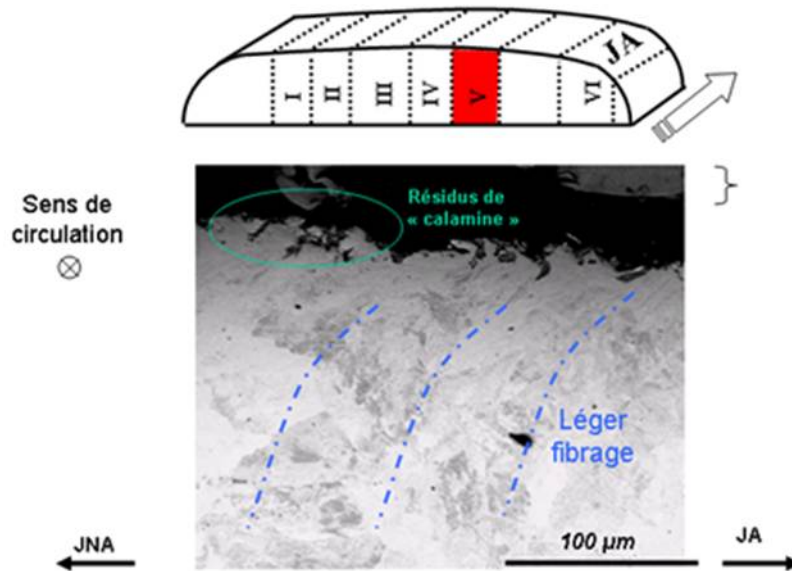 I
II
III
IV
V
VI
JA
Sens de
circulation
Résidus de
« calamine »
Léger
fibrage
JNA
100 µm
JA